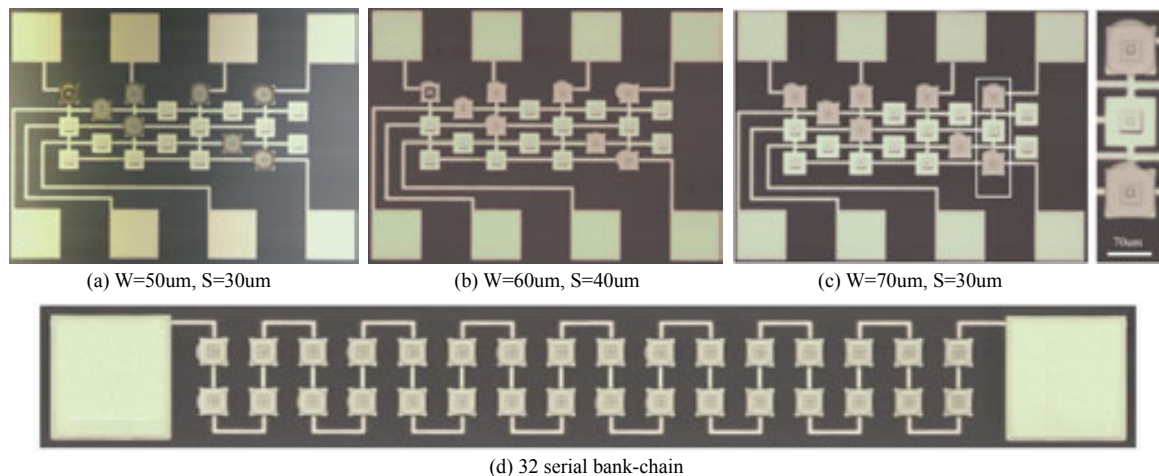 70um
(a) W=50um, S=30um
(b) W=60um, S=40um
(c) W=70um, S=30um
(d) 32 serial bank-chain